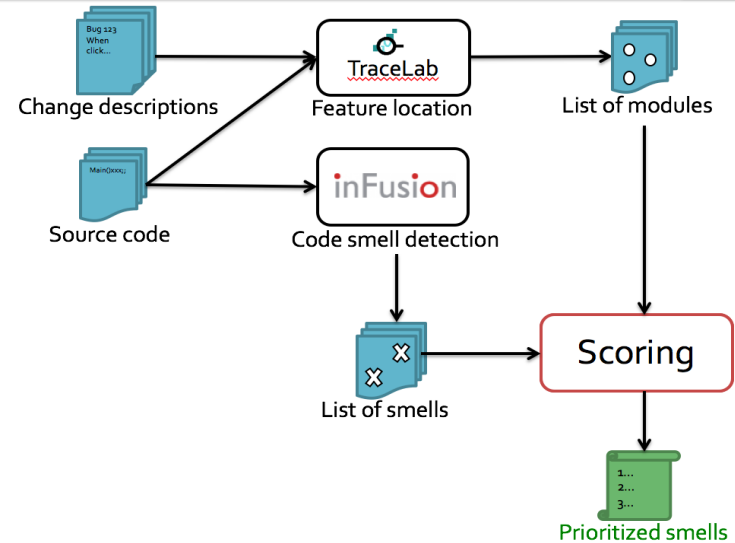 Bug 123
When
click...
TraceLab
Change descriptions
Feature location
List of modules
Main()xxx;;
inFusion
Source code
Code smell detection
Scoring
X
X
List of smells
1...
2...
3...
Prioritized smells